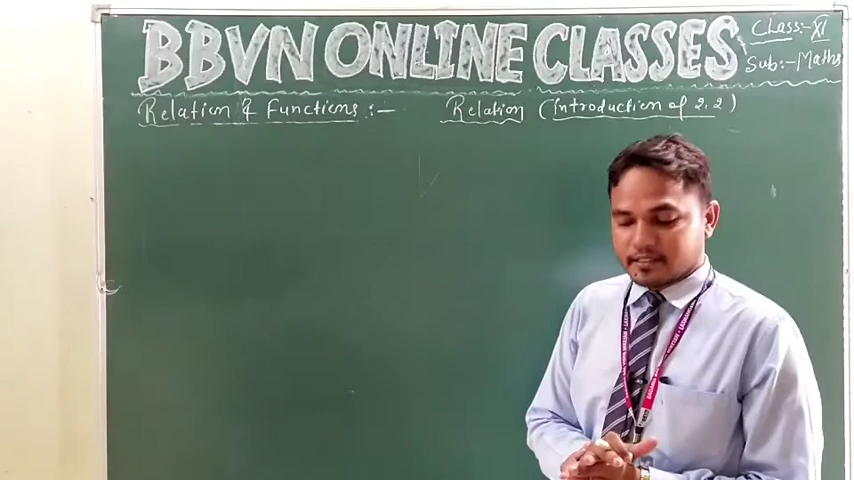 BBVN ONLINE CLASSES
Class:- XI
Sub:- Maths
Relation & Functions :-
Relation (Introduction of 2.2)